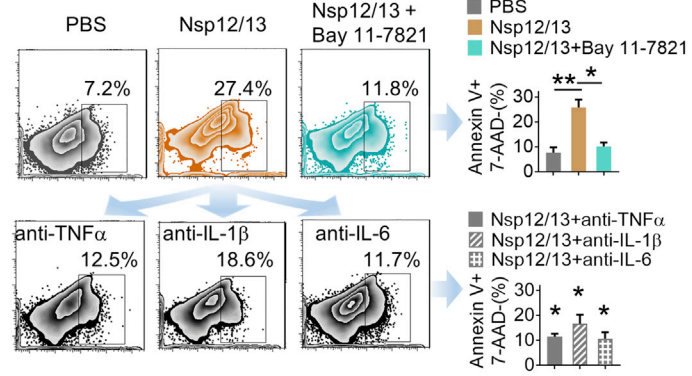 PBS
Nsp12/13
Nsp12/13 +
Bay 11-7821
7.2%
27.4%
11.8%
PBS
Nsp12/13
Nsp12/13+Bay 11-7821
Annexin V+
7-AAD-(%)
30
20
10
0
** *
anti-TNFα
12.5%
anti-IL-1β
18.6%
anti-IL-6
11.7%
Nsp12/13+anti-TNFα
Nsp12/13+anti-IL-1β
Nsp12/13+anti-IL-6
Annexin V+
7-AAD-(%)
30
20
10
0
* * *